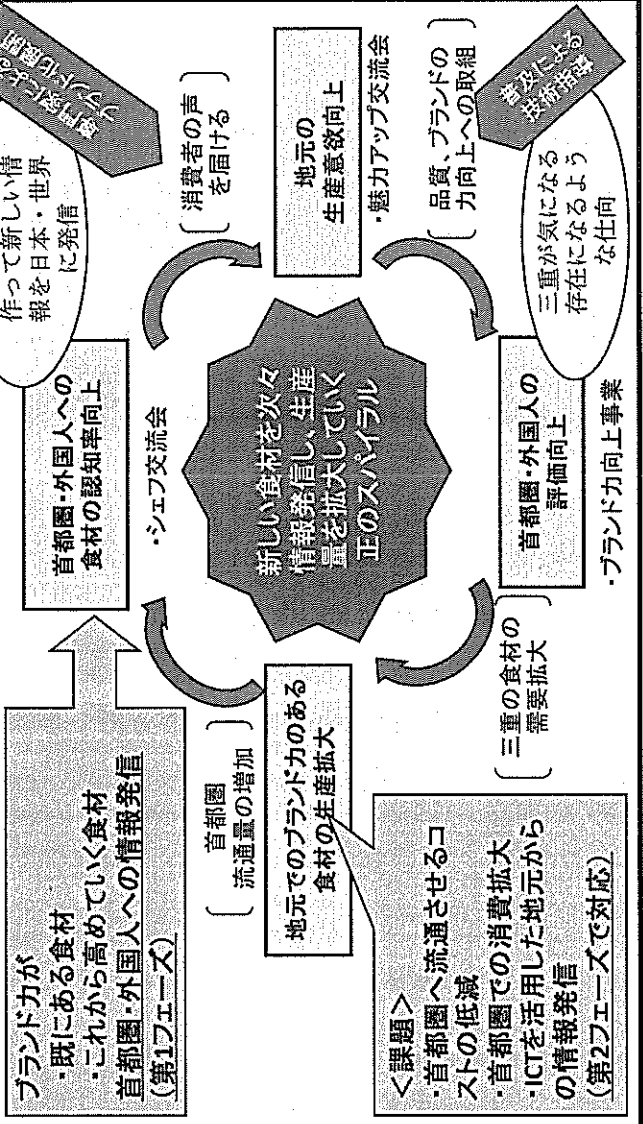 ブランド力が
・既にある食材
・これから高めていく食材
首都圏・外国人への情報発信
(第1フェーズ)
首都圏・外国人への
食材の認知率向上
・シェフ交流会
作って新しい情
報を日本・世界
に発信
専門家による
ブランド化展開
消費者の声
を届ける
首都圏
流通量の増加
新しい食材を次々
情報発信し、生産
量を拡大していく
正のスパイラル
地元の
生産意欲向上
・魅力アップ交流会
地元でのブランド力のある
食材の生産拡大
品質、ブランドの
力向上への取組
普及による
技術指導
三重の食材の
需要拡大
首都圏・外国人の
評価向上
・ブランド力向上事業
三重が気になる
存在になるよう
な仕向
<課題>
・首都圏へ流通させるコ
ストの低減
・首都圏での消費拡大
・ICTを活用した地元から
の情報発信
(第2フェーズで対応)